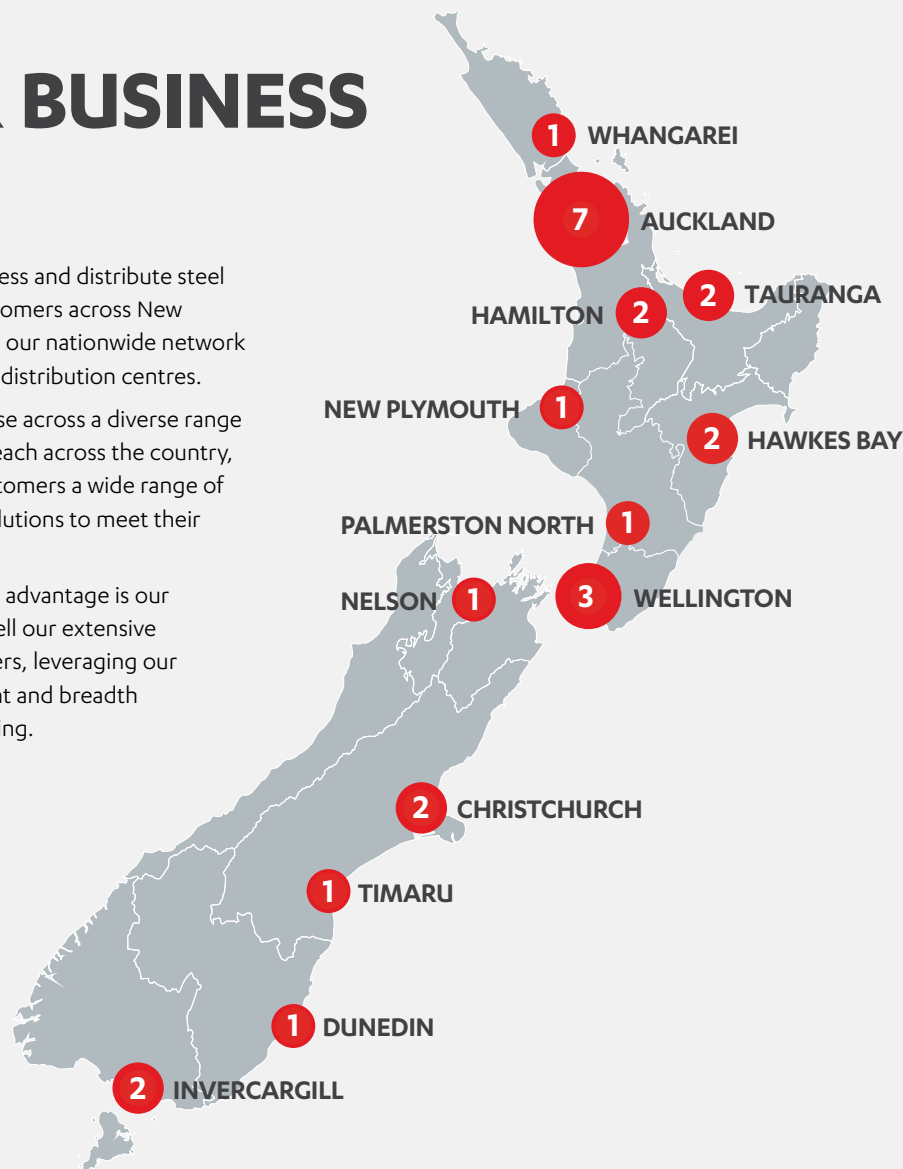 BUSINESS
ess and distribute steel
omers across New
our nationwide network
distribution centres.
se across a diverse range
each across the country,
tomers a wide range of
lutions to meet their
advantage is our
ell our extensive
ers, leveraging our
nt and breadth
ing.
1 WHANGAREI
7 AUCKLAND
2 TAURANGA
HAMILTON 2
NEW PLYMOUTH 1
2 HAWKES BAY
PALMERSTON NORTH 1
NELSON 1
3 WELLINGTON
2 CHRISTCHURCH
1 TIMARU
1 DUNEDIN
2 INVERCARGILL